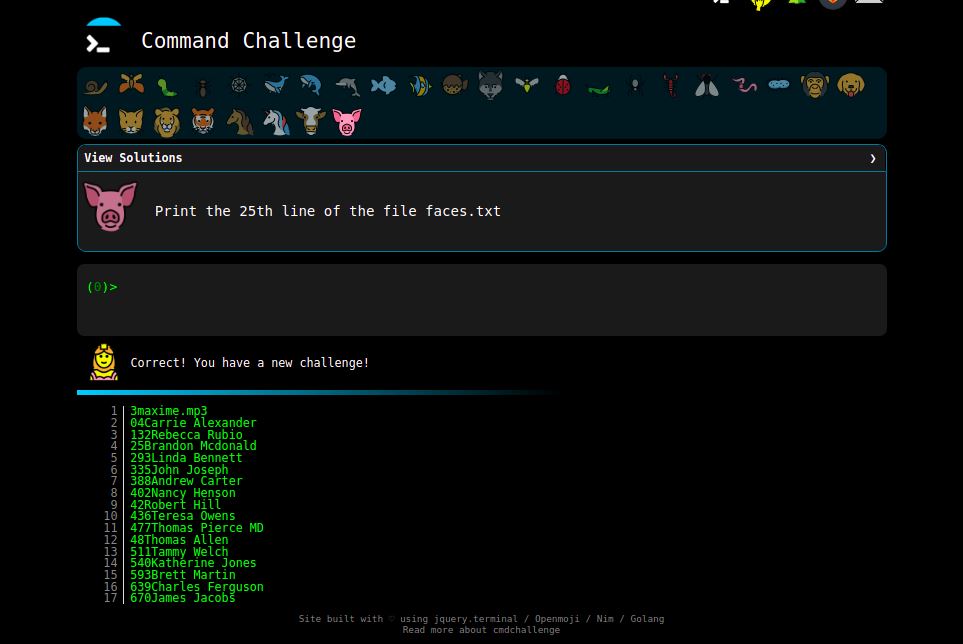 Command Challenge
View Solutions ❯
Print the 25th line of the file faces.txt
(0)>
Correct! You have a new challenge!
1 3maxime.mp3
2 04Carrie Alexander
3 132Rebecca Rubio
4 25Brandon Mcdonald
5 293Linda Bennett
6 335John Joseph
7 388Andrew Carter
8 402Nancy Henson
9 42Robert Hill
10 436Teresa Owens
11 477Thomas Pierce MD
12 48Thomas Allen
13 511Tammy Welch
14 540Katherine Jones
15 593Brett Martin
16 639Charles Ferguson
17 670James Jacobs
Site built with ♡ using jquery.terminal / Openmoji / Nim / Golang
Read more about cmdchallenge